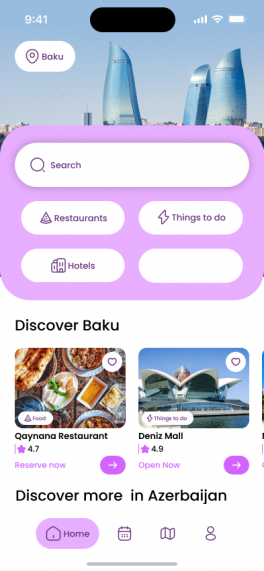 9:41
Baku
Search
Restaurants
Things to do
Hotels
Discover Baku
Food
Things to do
Qaynana Restaurant
Deniz Mall
4.7
4.9
Reserve now
Open Now
Discover more in Azerbaijan
Home